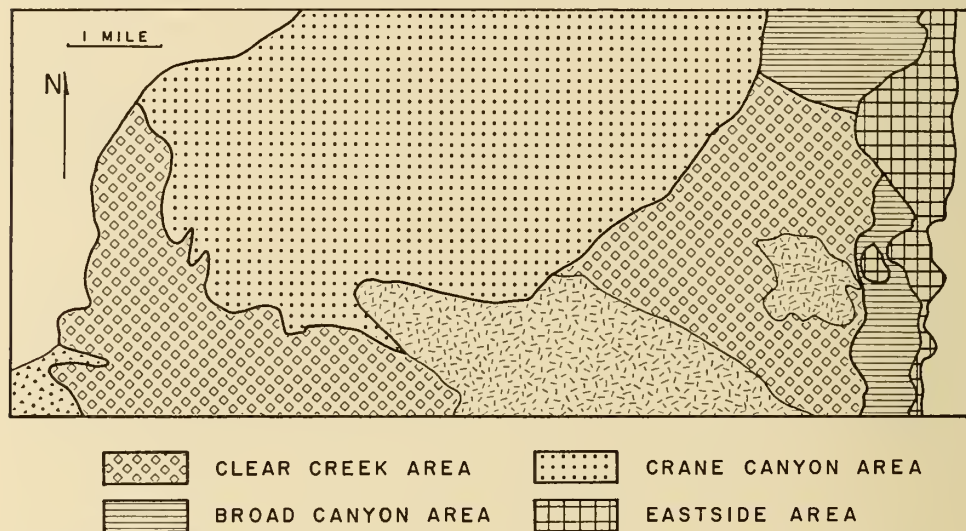 1 MILE
N
CLEAR CREEK AREA
CRANE CANYON AREA
BROAD CANYON AREA
EASTSIDE AREA